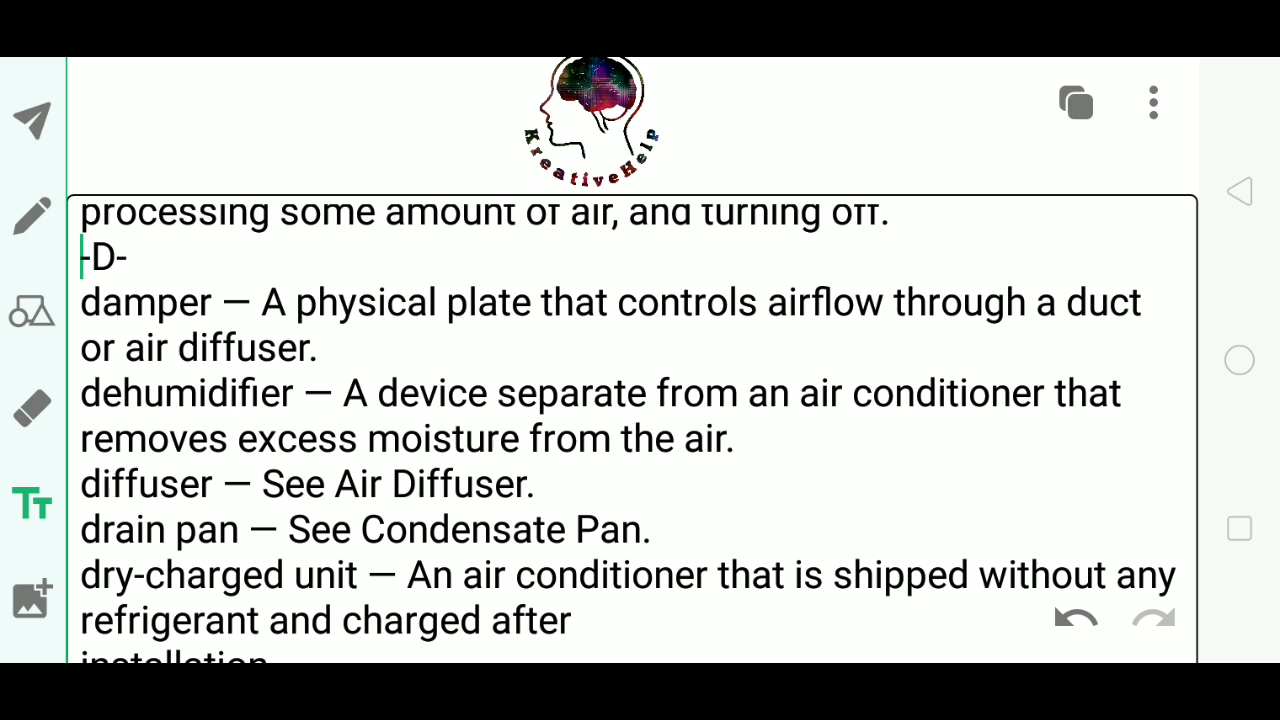 KreativeHelp
processing some amount of air, and turning off.
-D-
damper — A physical plate that controls airflow through a duct
or air diffuser.
dehumidifier — A device separate from an air conditioner that
removes excess moisture from the air.
diffuser — See Air Diffuser.
drain pan — See Condensate Pan.
dry-charged unit — An air conditioner that is shipped without any
refrigerant and charged after
installation
Tт